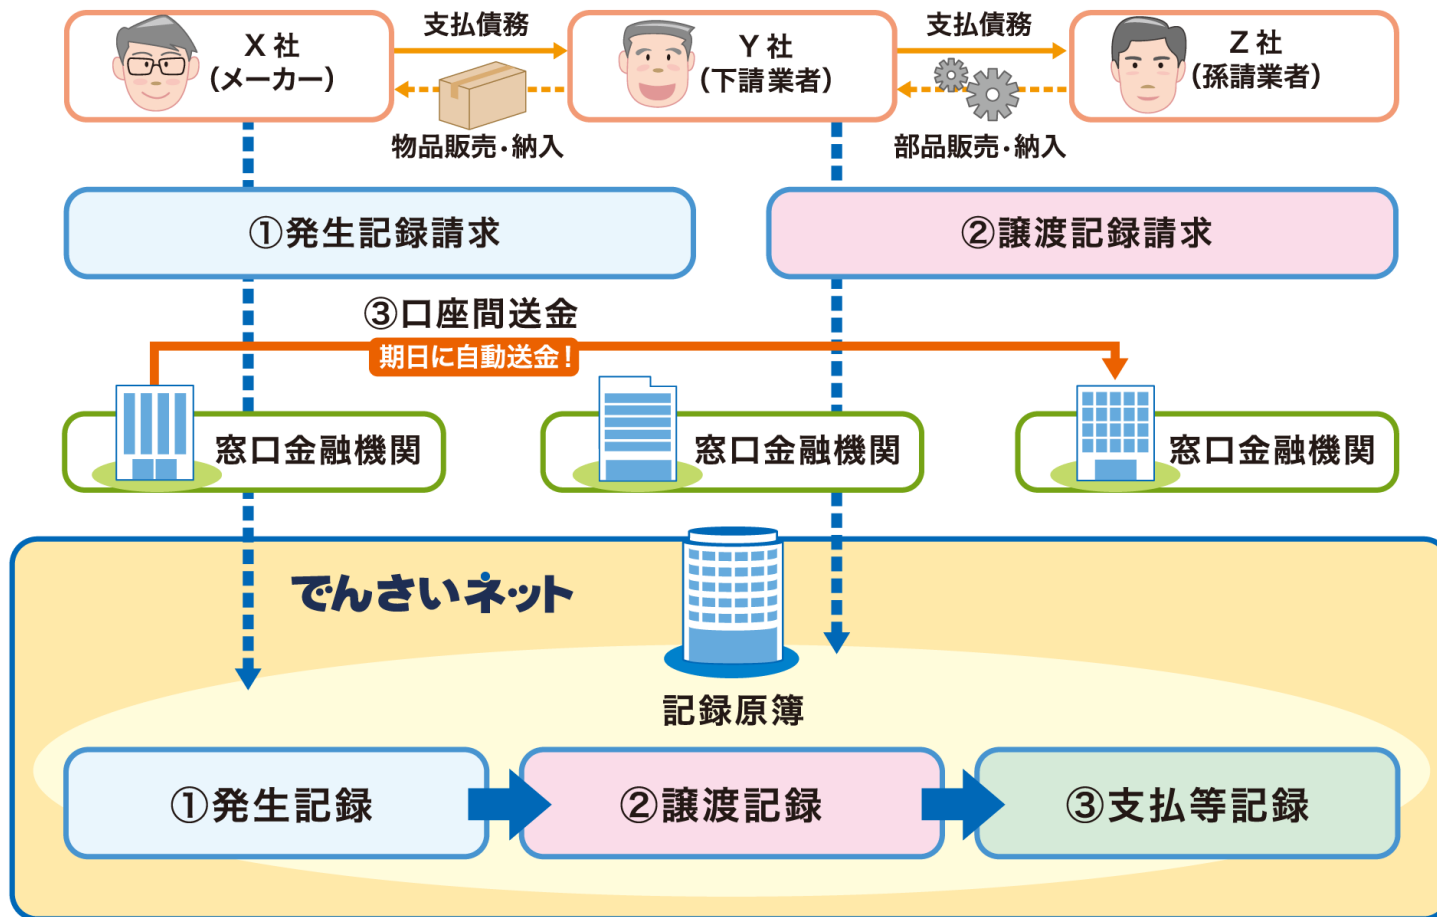 X社
(メーカー)
支払債務
物品販売・納入
Y社
(下請業者)
支払債務
部品販売・納入
Z社
(孫請業者)
①発生記録請求
②譲渡記録請求
③口座間送金
期日に自動送金!
窓口金融機関
窓口金融機関
窓口金融機関
でんさいネット
記録原簿
①発生記録
②譲渡記録
③支払等記録